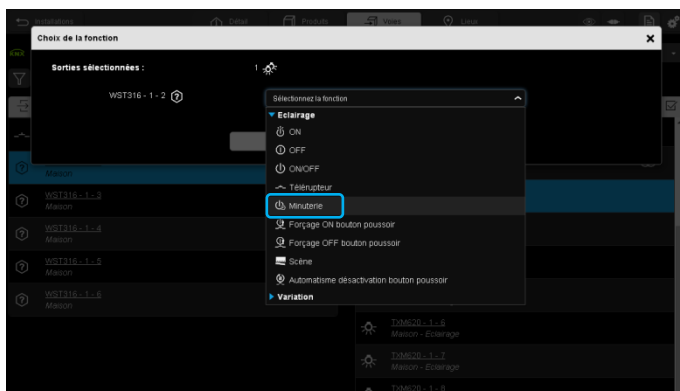 Installations Détail Produits Voies Lieux
Choix de la fonction
KNX
Sorties sélectionnées : 1
WST316 - 1 - 2
Sélectionnez la fonction
Eclairage
ON
OFF
ON/OFF
Télérupteur
Minuterie
Forçage ON bouton poussoir
Forçage OFF bouton poussoir
Scène
Automatisme désactivation bouton poussoir
Variation
Maison
WST316 - 1 - 3
Maison
WST316 - 1 - 4
Maison
WST316 - 1 - 5
Maison
WST316 - 1 - 6
Maison
TXM620 - 1 - 6
Maison - Eclairage
TXM620 - 1 - 7
Maison - Eclairage
TXM620 - 1 - 8